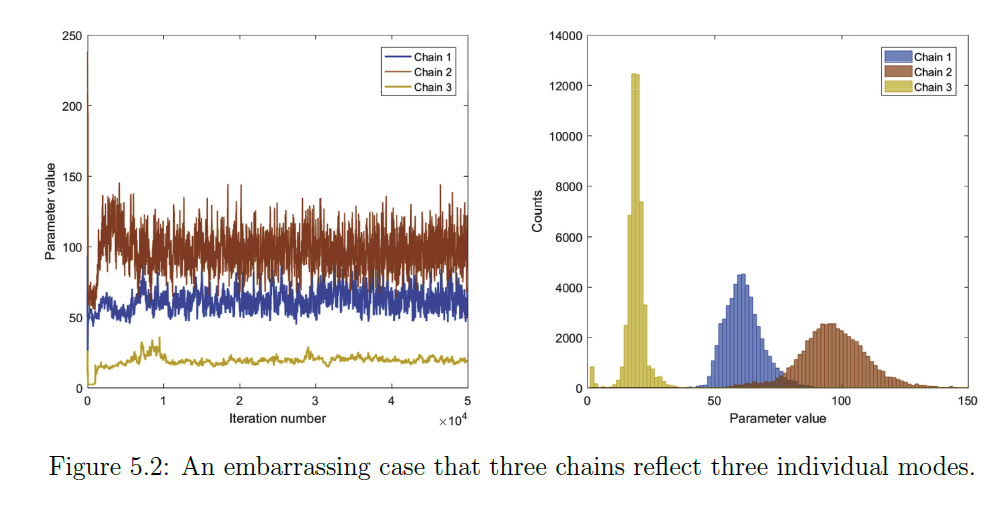 250
200
150
100
50
0
Parameter value
0
1
2
3
4
5
×10⁴
Iteration number
Chain 1
Chain 2
Chain 3
14000
12000
10000
8000
6000
4000
2000
0
Counts
0
50
100
150
Parameter value
Chain 1
Chain 2
Chain 3
Figure 5.2: An embarrassing case that three chains reflect three individual modes.